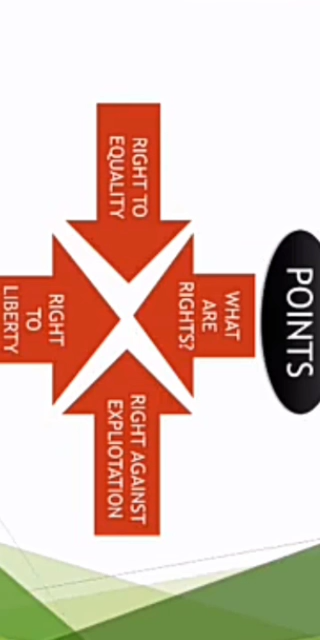 POINTS
WHAT
ARE
RIGHTS?
RIGHT TO
EQUALITY
RIGHT AGAINST
EXPLIOTATION
RIGHT
TO
LIBERTY